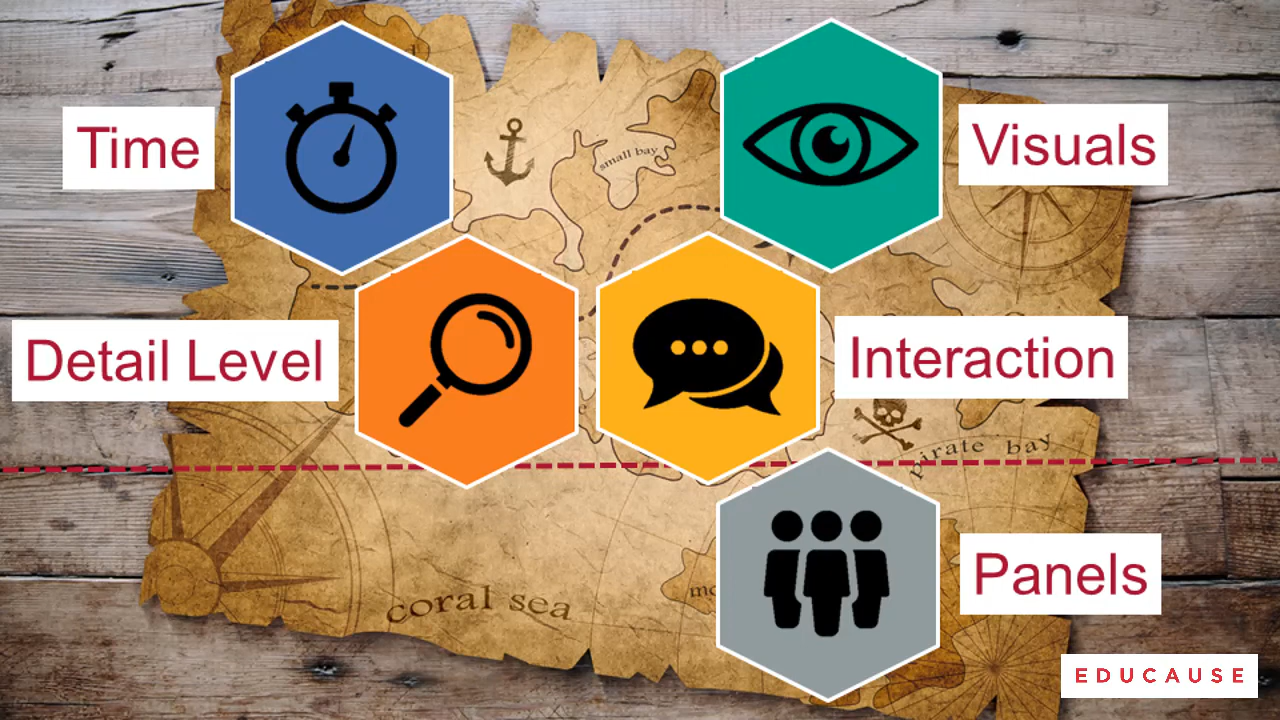 Time
Visuals
small bay
Detail Level
Interaction
pirate bay
Panels
coral sea
EDUCAUSE